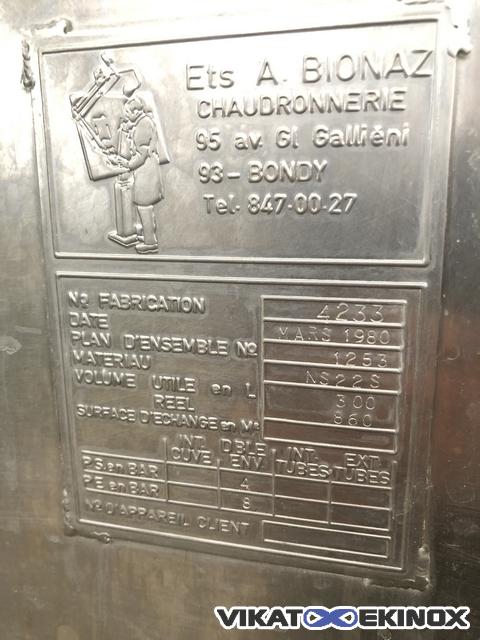 Ets A. BIONAZ
CHAUDRONNERIE
95 av. Gl Galliéni
93-BONDY
Tel. 847-00-27
No FABRICATION 4233
DATE MARS 1980
PLAN D'ENSEMBLE No 1253
MATERIAU NS22S
VOLUME UTILE en L 300
REEL 860
SURFACE D'ECHANGE en M²
INT. CUVE DBLE ENV INT. TUBES EXT. TUBES
P.S. en BAR 4
P.E. en BAR 8
No D'APPAREIL CLIENT
VIKAT EKINOX